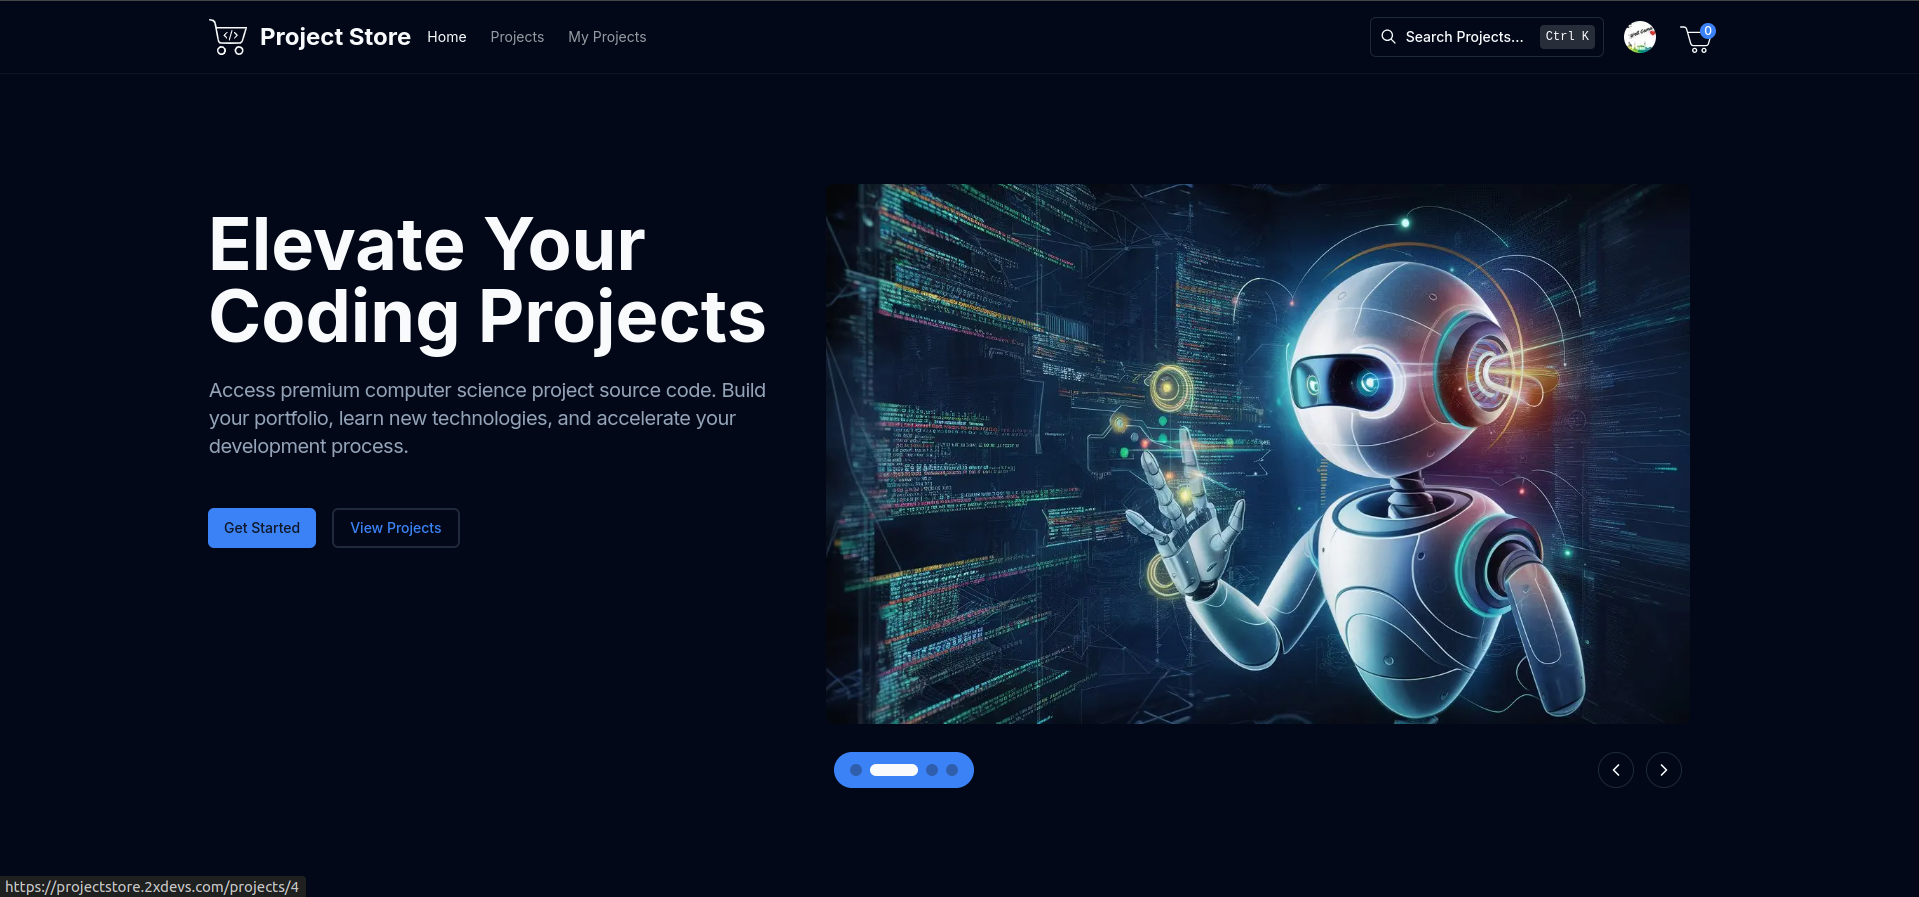 </> Project Store Home Projects My Projects Search Projects... Ctrl K 0
Elevate Your
Coding Projects
Access premium computer science project source code. Build
your portfolio, learn new technologies, and accelerate your
development process.
Get Started View Projects
https://projectstore.2xdevs.com/projects/4